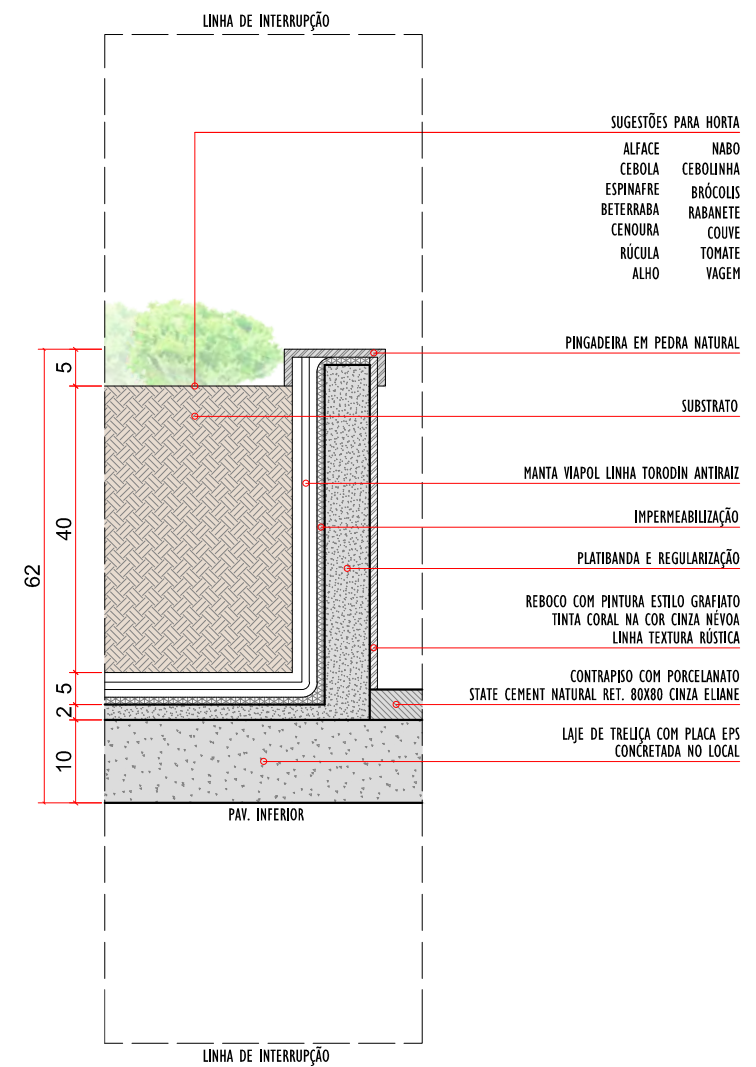 LINHA DE INTERRUPÇÃO
SUGESTÕES PARA HORTA
ALFACE NABO
CEBOLA CEBOLINHA
ESPINAFRE BRÓCOLIS
BETERRABA RABANETE
CENOURA COUVE
RÚCULA TOMATE
ALHO VAGEM
PINGADEIRA EM PEDRA NATURAL
5
SUBSTRATO
MANTA VIAPOL LINHA TORODIN ANTIRAIZ
IMPERMEABILIZAÇÃO
40
PLATIBANDA E REGULARIZAÇÃO
62
REBOCO COM PINTURA ESTILO GRAFIATO
TINTA CORAL NA COR CINZA NÉVOA
LINHA TEXTURA RÚSTICA
CONTRAPISO COM PORCELANATO
STATE CEMENT NATURAL RET. 80X80 CINZA ELIANE
5
2
LAJE DE TRELIÇA COM PLACA EPS
CONCRETADA NO LOCAL
10
PAV. INFERIOR
LINHA DE INTERRUPÇÃO